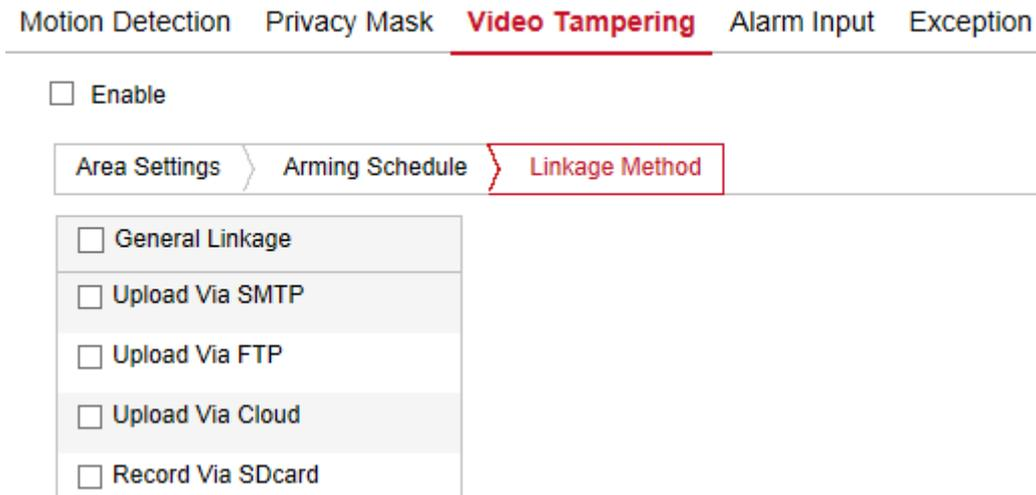 Motion Detection Privacy Mask Video Tampering Alarm Input Exception
Enable
Area Settings Arming Schedule Linkage Method
General Linkage
Upload Via SMTP
Upload Via FTP
Upload Via Cloud
Record Via SDcard